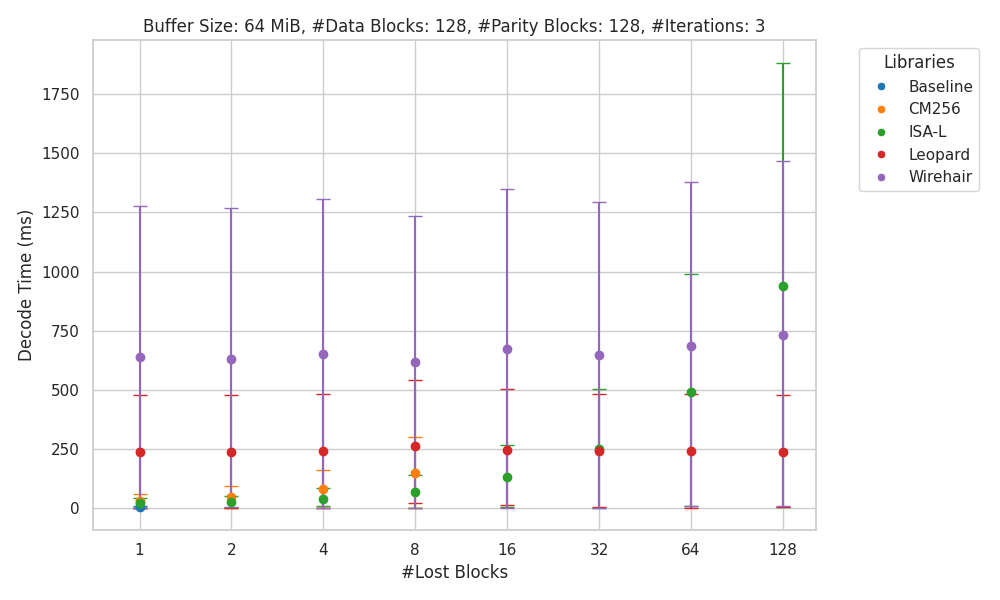 Buffer Size: 64 MiB, #Data Blocks: 128, #Parity Blocks: 128, #Iterations: 3
Decode Time (ms)
1750
1500
1250
1000
750
500
250
0
1 2 4 8 16 32 64 128
#Lost Blocks
Libraries
Baseline
CM256
ISA-L
Leopard
Wirehair